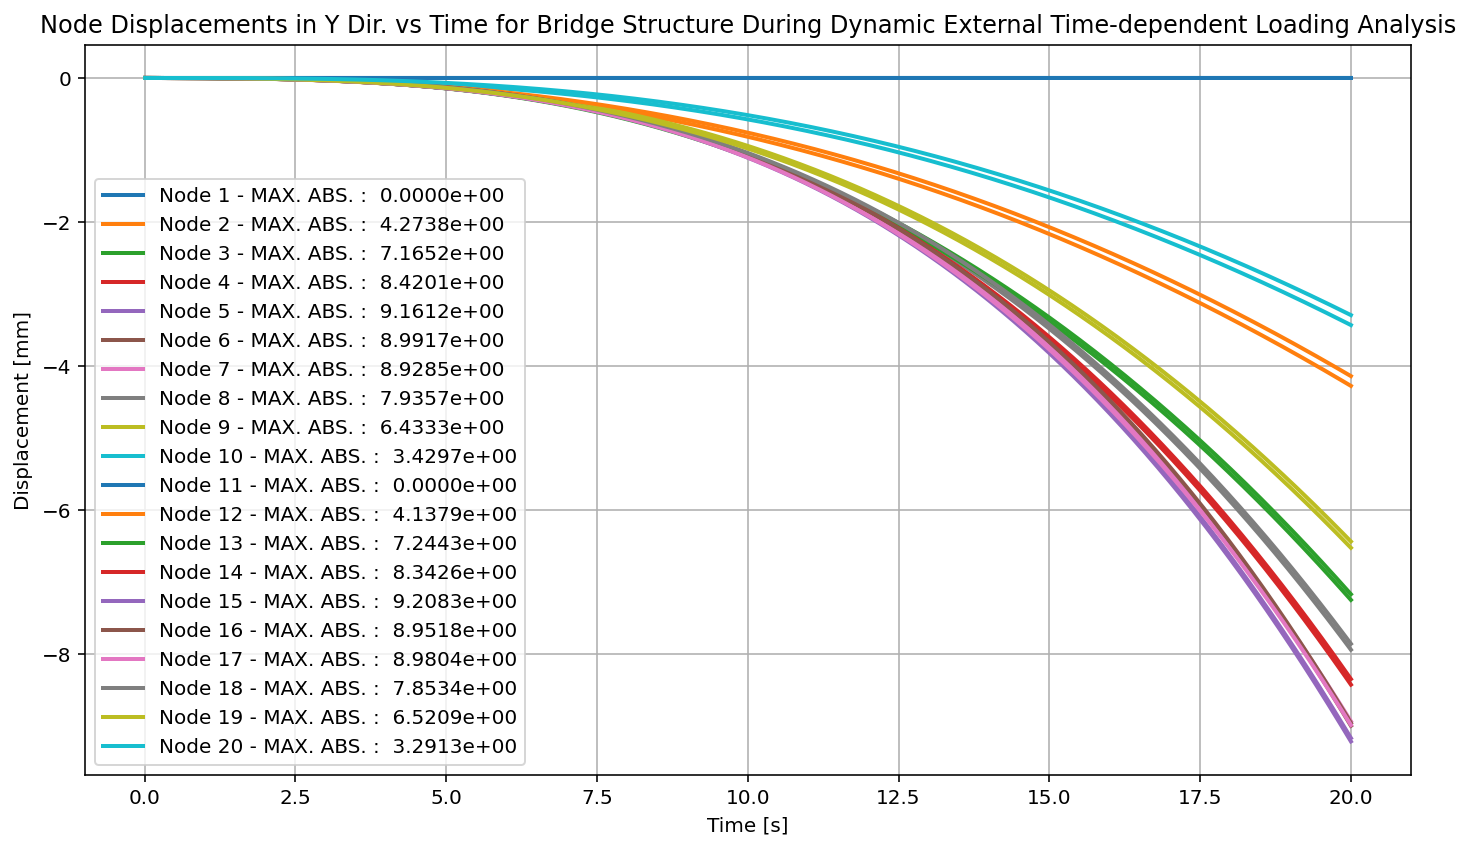 Node Displacements in Y Dir. vs Time for Bridge Structure During Dynamic External Time-dependent Loading Analysis
0
−2
−4
−6
−8
Displacement [mm]
Node 1 - MAX. ABS. :  0.0000e+00
Node 2 - MAX. ABS. :  4.2738e+00
Node 3 - MAX. ABS. :  7.1652e+00
Node 4 - MAX. ABS. :  8.4201e+00
Node 5 - MAX. ABS. :  9.1612e+00
Node 6 - MAX. ABS. :  8.9917e+00
Node 7 - MAX. ABS. :  8.9285e+00
Node 8 - MAX. ABS. :  7.9357e+00
Node 9 - MAX. ABS. :  6.4333e+00
Node 10 - MAX. ABS. :  3.4297e+00
Node 11 - MAX. ABS. :  0.0000e+00
Node 12 - MAX. ABS. :  4.1379e+00
Node 13 - MAX. ABS. :  7.2443e+00
Node 14 - MAX. ABS. :  8.3426e+00
Node 15 - MAX. ABS. :  9.2083e+00
Node 16 - MAX. ABS. :  8.9518e+00
Node 17 - MAX. ABS. :  8.9804e+00
Node 18 - MAX. ABS. :  7.8534e+00
Node 19 - MAX. ABS. :  6.5209e+00
Node 20 - MAX. ABS. :  3.2913e+00
0.0 2.5 5.0 7.5 10.0 12.5 15.0 17.5 20.0
Time [s]